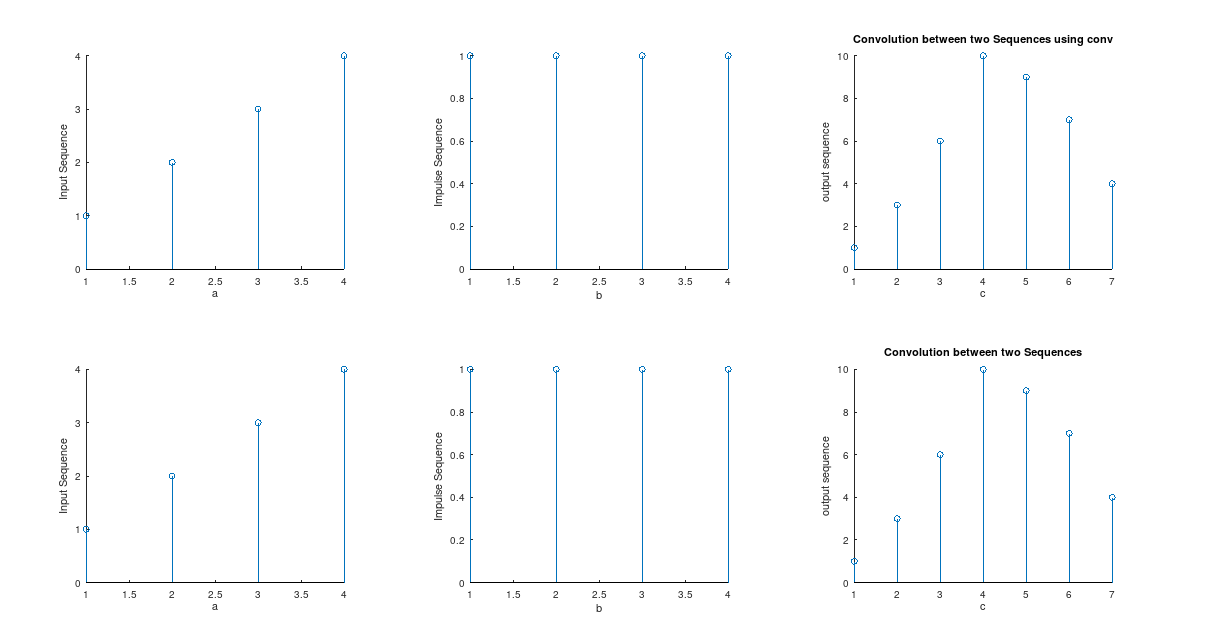 4
3
2
1
0
Input Sequence
1 1.5 2 2.5 3 3.5 4
a
1
0.8
0.6
0.4
0.2
0
Impulse Sequence
1 1.5 2 2.5 3 3.5 4
b
Convolution between two Sequences using conv
10
8
6
4
2
0
output sequence
1 2 3 4 5 6 7
c
4
3
2
1
0
Input Sequence
1 1.5 2 2.5 3 3.5 4
a
1
0.8
0.6
0.4
0.2
0
Impulse Sequence
1 1.5 2 2.5 3 3.5 4
b
Convolution between two Sequences
10
8
6
4
2
0
output sequence
1 2 3 4 5 6 7
c